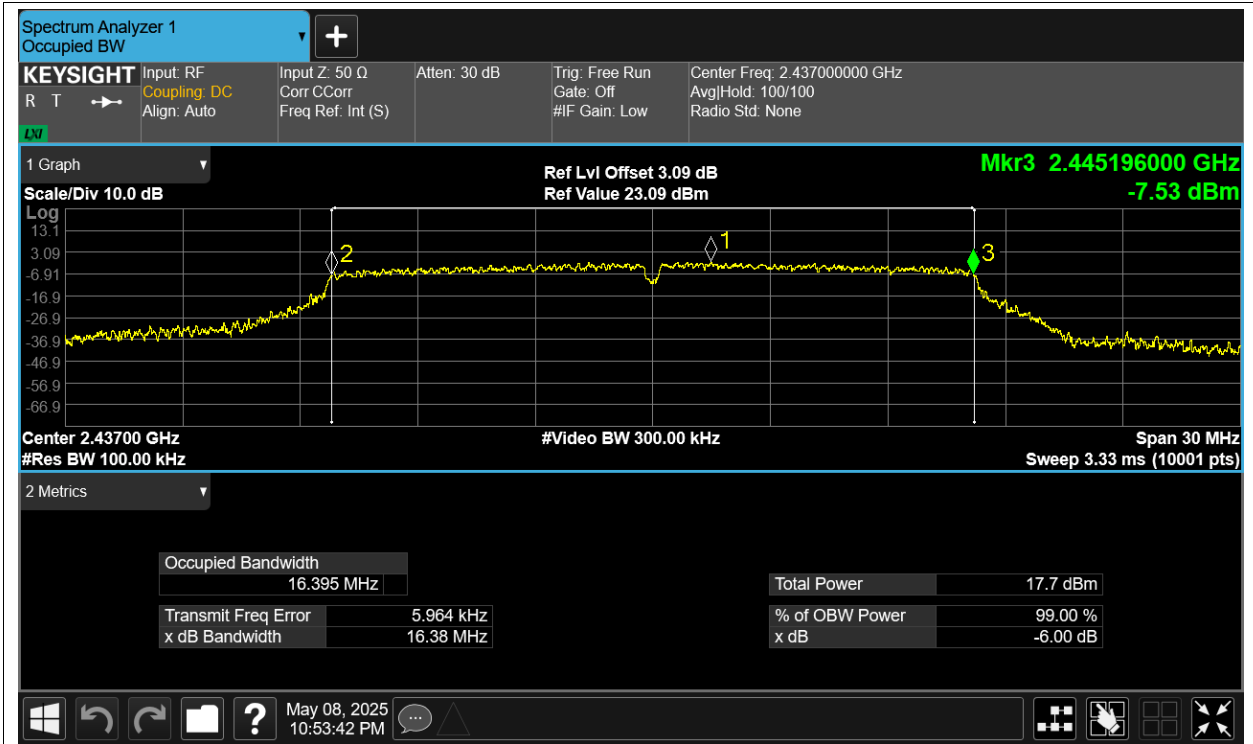 Spectrum Analyzer 1
Occupied BW
KEYSIGHT
R T
LXI
Input: RF
Coupling: DC
Align: Auto
Input Z: 50 Ω
Corr CCorr
Freq Ref: Int (S)
Atten: 30 dB
Trig: Free Run
Gate: Off
#IF Gain: Low
Center Freq: 2.437000000 GHz
Avg|Hold: 100/100
Radio Std: None
1 Graph
Scale/Div 10.0 dB
Ref Lvl Offset 3.09 dB
Ref Value 23.09 dBm
Mkr3 2.445196000 GHz
-7.53 dBm
Log
13.1
3.09
-6.91
-16.9
-26.9
-36.9
-46.9
-56.9
-66.9
2
1
3
Center 2.43700 GHz
#Res BW 100.00 kHz
#Video BW 300.00 kHz
Span 30 MHz
Sweep 3.33 ms (10001 pts)
2 Metrics
Occupied Bandwidth
16.395 MHz
Transmit Freq Error 5.964 kHz
x dB Bandwidth 16.38 MHz
Total Power 17.7 dBm
% of OBW Power 99.00 %
x dB -6.00 dB
?
May 08, 2025
10:53:42 PM